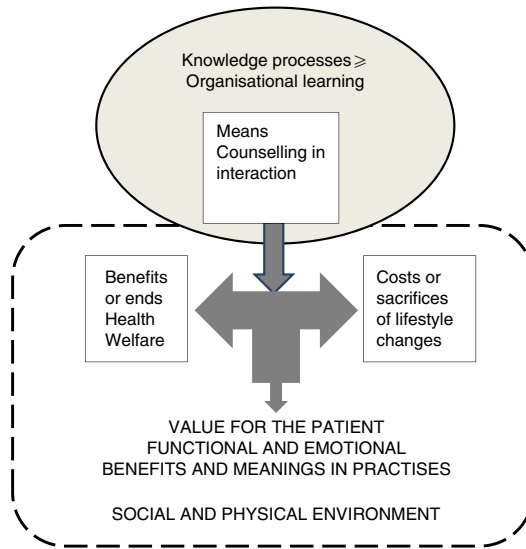 Knowledge processes ⩾
Organisational learning
Means
Counselling in
interaction
Benefits
or ends
Health
Welfare
Costs or
sacrifices
of lifestyle
changes
VALUE FOR THE PATIENT
FUNCTIONAL AND EMOTIONAL
BENEFITS AND MEANINGS IN PRACTISES
SOCIAL AND PHYSICAL ENVIRONMENT